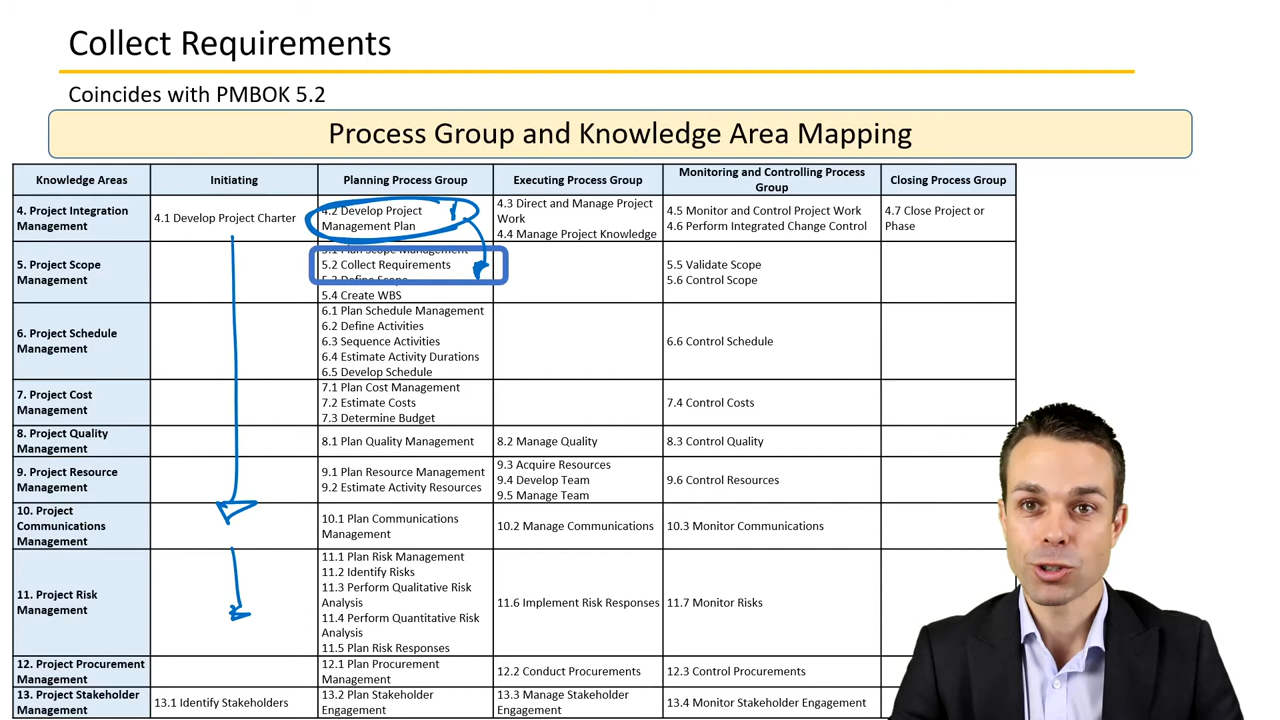 Collect Requirements
Coincides with PMBOK 5.2
Process Group and Knowledge Area Mapping
Knowledge Areas
Initiating
Planning Process Group
Executing Process Group
Monitoring and Controlling Process
Group
Closing Process Group
4. Project Integration
Management
4.1 Develop Project Charter
4.2 Develop Project
Management Plan
4.3 Direct and Manage Project
Work
4.4 Manage Project Knowledge
4.5 Monitor and Control Project Work
4.6 Perform Integrated Change Control
4.7 Close Project or
Phase
5. Project Scope
Management
5.1 Plan Scope Management
5.2 Collect Requirements
5.3 Define Scope
5.4 Create WBS
5.5 Validate Scope
5.6 Control Scope
6. Project Schedule
Management
6.1 Plan Schedule Management
6.2 Define Activities
6.3 Sequence Activities
6.4 Estimate Activity Durations
6.5 Develop Schedule
6.6 Control Schedule
7. Project Cost
Management
7.1 Plan Cost Management
7.2 Estimate Costs
7.3 Determine Budget
7.4 Control Costs
8. Project Quality
Management
8.1 Plan Quality Management
8.2 Manage Quality
8.3 Control Quality
9. Project Resource
Management
9.1 Plan Resource Management
9.2 Estimate Activity Resources
9.3 Acquire Resources
9.4 Develop Team
9.5 Manage Team
9.6 Control Resources
10. Project
Communications
Management
10.1 Plan Communications
Management
10.2 Manage Communications
10.3 Monitor Communications
11. Project Risk
Management
11.1 Plan Risk Management
11.2 Identify Risks
11.3 Perform Qualitative Risk
Analysis
11.4 Perform Quantitative Risk
Analysis
11.5 Plan Risk Responses
11.6 Implement Risk Responses
11.7 Monitor Risks
12. Project Procurement
Management
12.1 Plan Procurement
Management
12.2 Conduct Procurements
12.3 Control Procurements
13. Project Stakeholder
Management
13.1 Identify Stakeholders
13.2 Plan Stakeholder
Engagement
13.3 Manage Stakeholder
Engagement
13.4 Monitor Stakeholder Engagement